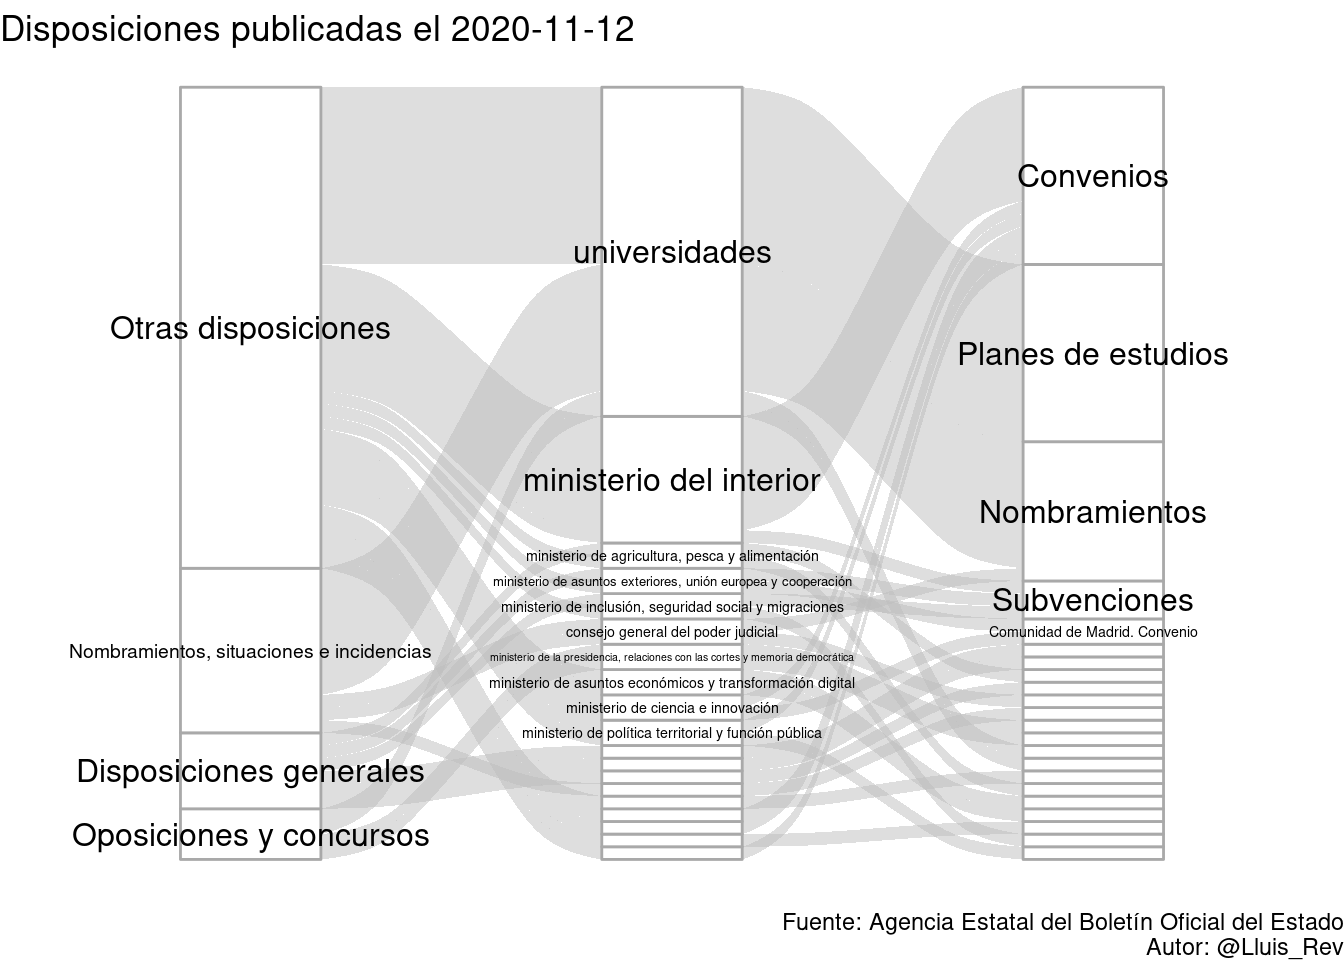 Disposiciones publicadas el 2020-11-12
Otras disposiciones
Nombramientos, situaciones e incidencias
Disposiciones generales
Oposiciones y concursos
universidades
ministerio del interior
ministerio de agricultura, pesca y alimentación
ministerio de asuntos exteriores, unión europea y cooperación
ministerio de inclusión, seguridad social y migraciones
consejo general del poder judicial
ministerio de la presidencia, relaciones con las cortes y memoria democrática
ministerio de asuntos económicos y transformación digital
ministerio de ciencia e innovación
ministerio de política territorial y función pública
Convenios
Planes de estudios
Nombramientos
Subvenciones
Comunidad de Madrid. Convenio
Fuente: Agencia Estatal del Boletín Oficial del Estado
Autor: @Lluis_Rev